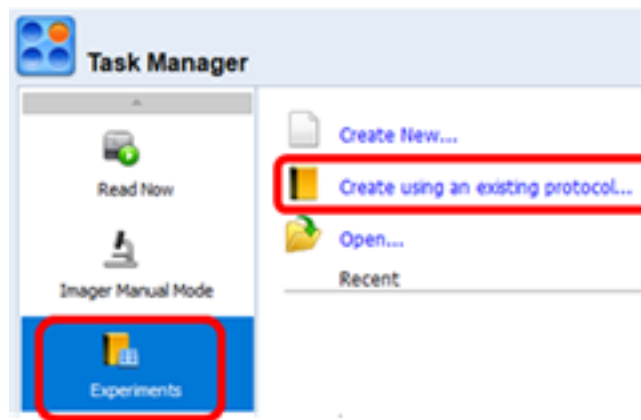 Task Manager
Read Now
Imager Manual Mode
Experiments
Create New...
Create using an existing protocol...
Open...
Recent